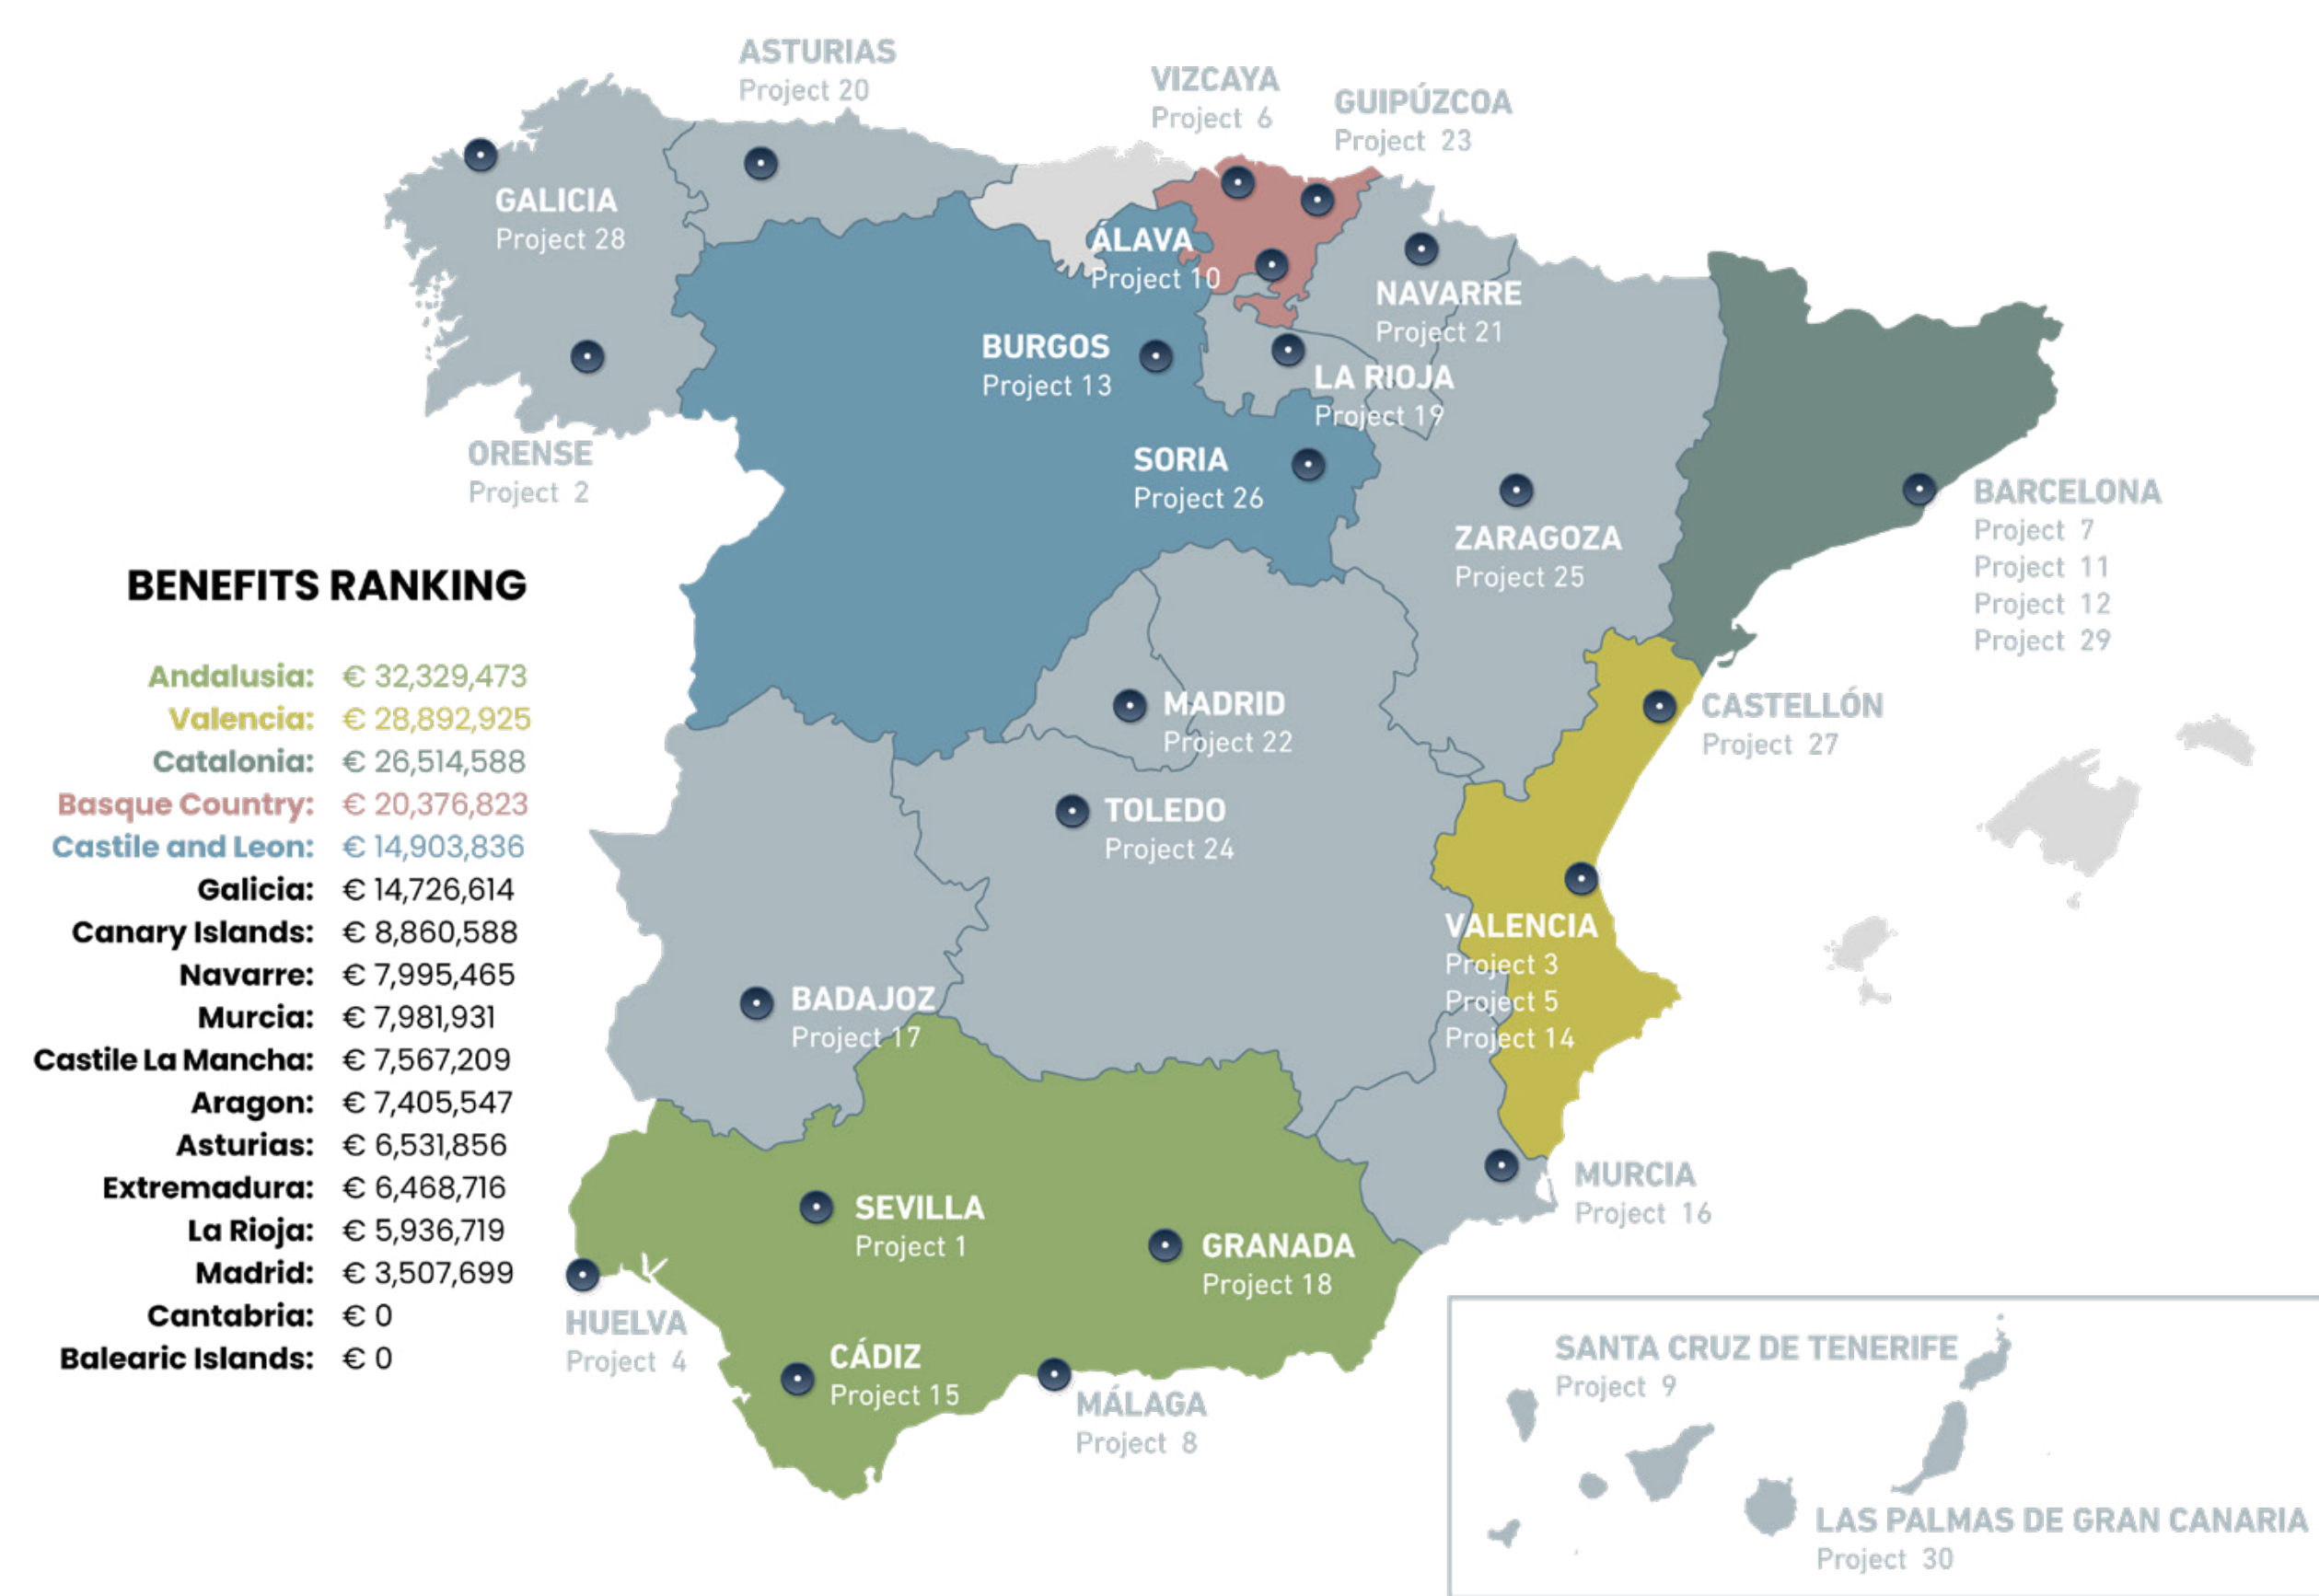 ASTURIAS
Project 20
VIZCAYA
Project 6
GUIPÚZCOA
Project 23
GALICIA
Project 28
ÁLAVA
Project 10
NAVARRE
Project 21
BURGOS
Project 13
LA RIOJA
Project 19
ORENSE
Project 2
SORIA
Project 26
ZARAGOZA
Project 25
BARCELONA
Project 7
Project 11
Project 12
Project 29
BENEFITS RANKING
Andalusia: € 32,329,473
Valencia: € 28,892,925
Catalonia: € 26,514,588
Basque Country: € 20,376,823
Castile and Leon: € 14,903,836
Galicia: € 14,726,614
Canary Islands: € 8,860,588
Navarre: € 7,995,465
Murcia: € 7,981,931
Castile La Mancha: € 7,567,209
Aragon: € 7,405,547
Asturias: € 6,531,856
Extremadura: € 6,468,716
La Rioja: € 5,936,719
Madrid: € 3,507,699
Cantabria: € 0
Balearic Islands: € 0
MADRID
Project 22
CASTELLÓN
Project 27
TOLEDO
Project 24
VALENCIA
Project 3
Project 5
Project 14
BADAJOZ
Project 17
MURCIA
Project 16
SEVILLA
Project 1
GRANADA
Project 18
HUELVA
Project 4
CÁDIZ
Project 15
MÁLAGA
Project 8
SANTA CRUZ DE TENERIFE
Project 9
LAS PALMAS DE GRAN CANARIA
Project 30